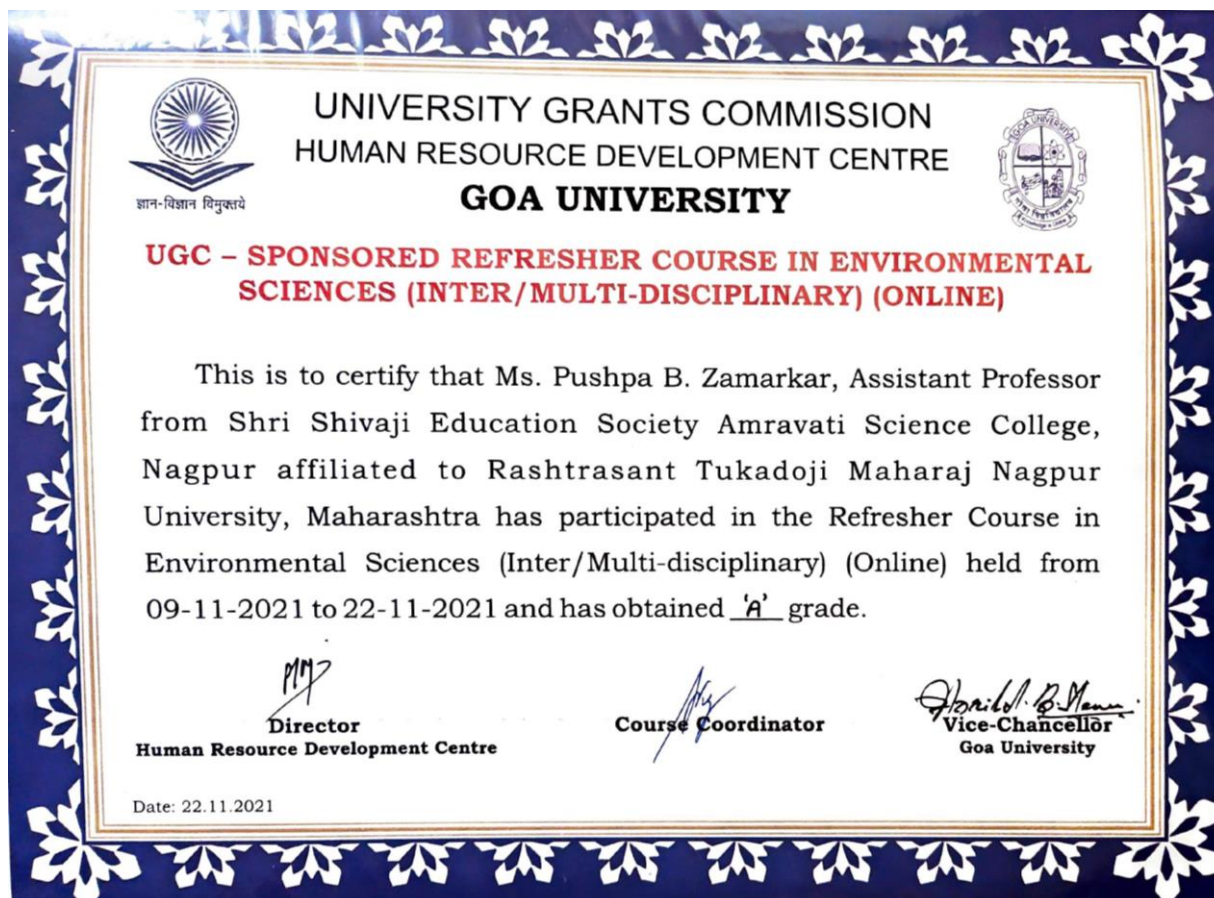 UNIVERSITY GRANTS COMMISSION
HUMAN RESOURCE DEVELOPMENT CENTRE
GOA UNIVERSITY
ज्ञान-विज्ञान विमुक्तये
GOA UNIVERSITY
UGC – SPONSORED REFRESHER COURSE IN ENVIRONMENTAL
SCIENCES (INTER/MULTI-DISCIPLINARY) (ONLINE)
This is to certify that Ms. Pushpa B. Zamarkar, Assistant Professor
from Shri Shivaji Education Society Amravati Science College,
Nagpur affiliated to Rashtrasant Tukadoji Maharaj Nagpur
University, Maharashtra has participated in the Refresher Course in
Environmental Sciences (Inter/Multi-disciplinary) (Online) held from
09-11-2021 to 22-11-2021 and has obtained 'A' grade.
Director
Human Resource Development Centre
Course Coordinator
Vice-Chancellor
Goa University
Date: 22.11.2021